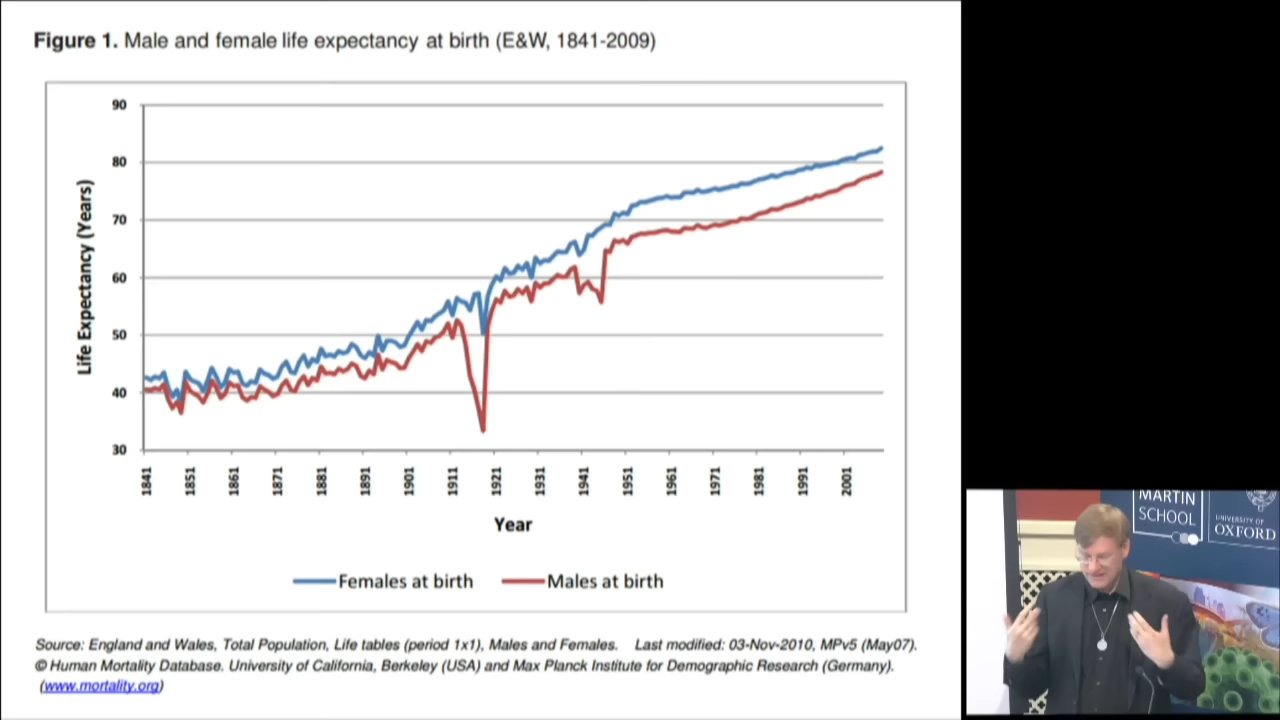 Figure 1. Male and female life expectancy at birth (E&W, 1841-2009)
90
80
70
60
50
40
30
Life Expectancy (Years)
1841
1851
1861
1871
1881
1891
1901
1911
1921
1931
1941
1951
1961
1971
1981
1991
2001
Year
Females at birth
Males at birth
Source: England and Wales, Total Population, Life tables (period 1x1), Males and Females. Last modified: 03-Nov-2010, MPv5 (May07).
© Human Mortality Database. University of California, Berkeley (USA) and Max Planck Institute for Demographic Research (Germany).
(www.mortality.org)
MARTIN
SCHOOL
UNIVERSITY OF
OXFORD